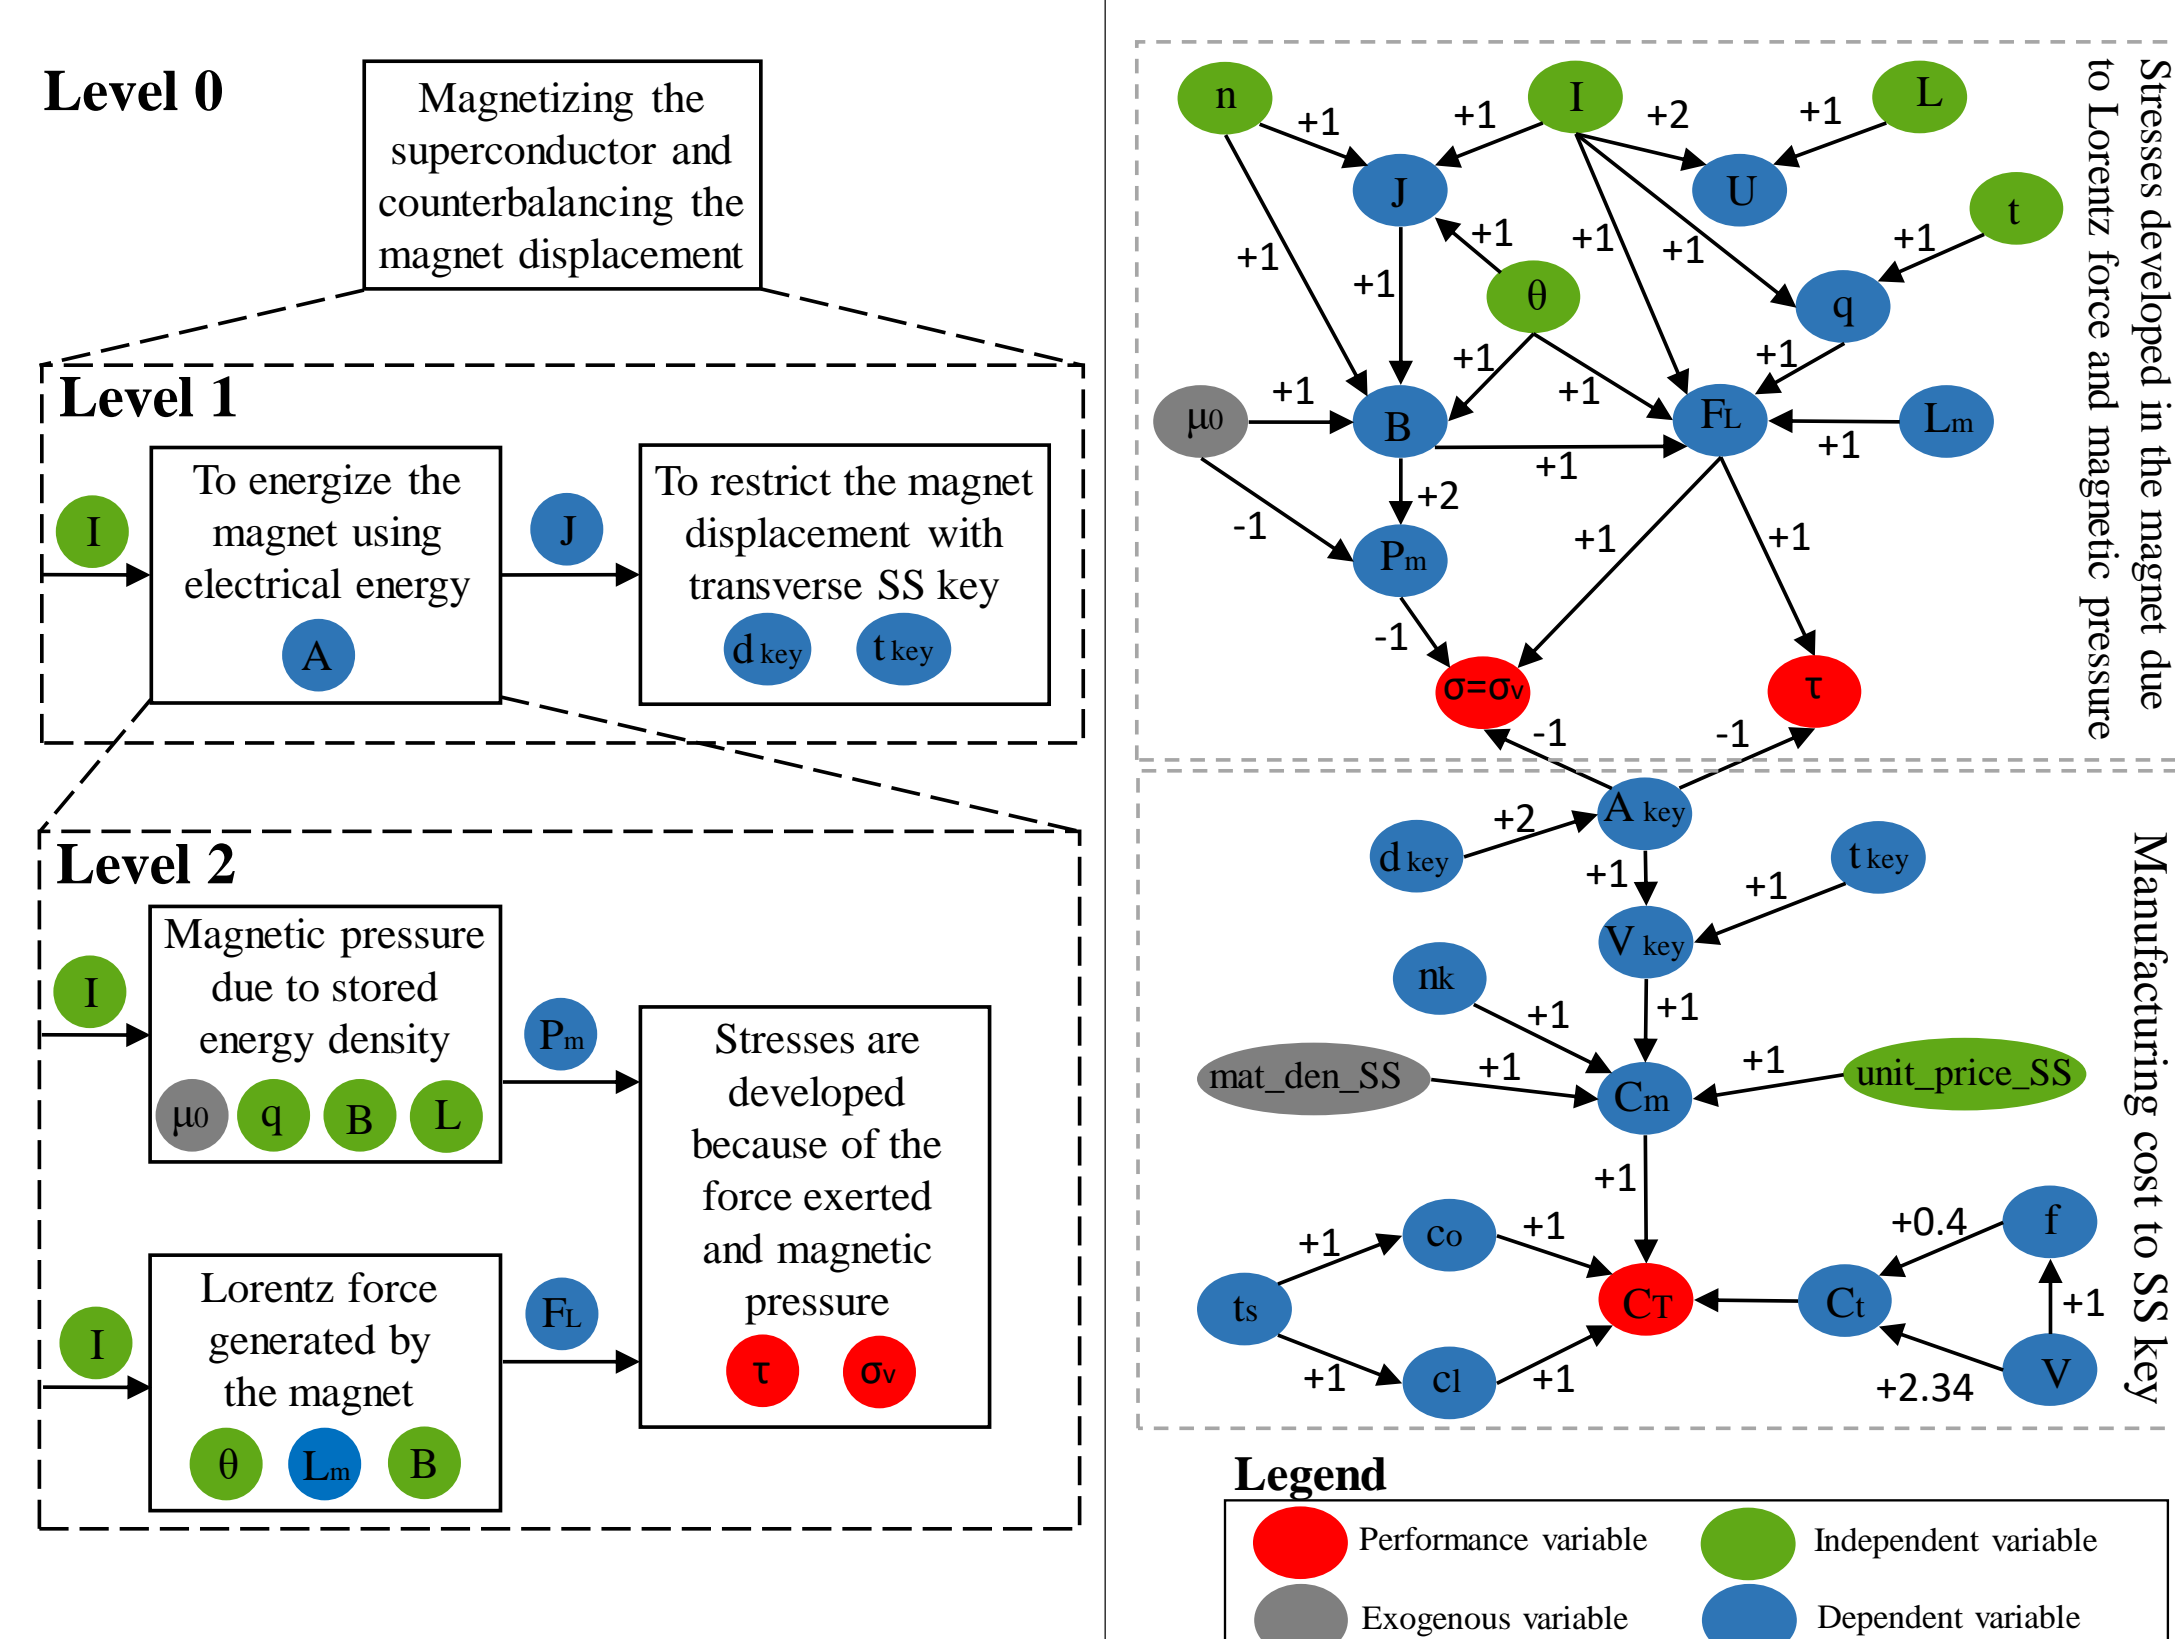 Level 0
Magnetizing the
superconductor and
counterbalancing the
magnet displacement
Level 1
I
To energize the
magnet using
electrical energy
A
J
To restrict the magnet
displacement with
transverse SS key
d key
t key
Level 2
I
Magnetic pressure
due to stored
energy density
μ0
q
B
L
Pm
I
Lorentz force
generated by
the magnet
θ
Lm
B
FL
Stresses are
developed
because of the
force exerted
and magnetic
pressure
τ
σv
n
I
L
+1
+1
+2
+1
J
U
t
+1
+1
+1
+1
+1
+1
θ
q
+1
+1
+1
+1
+1
μ0
B
FL
Lm
+1
+1
+2
-1
Pm
+1
+1
-1
σ=σv
τ
-1
-1
Stresses developed in the magnet due
to Lorentz force and magnetic pressure
A key
+2
d key
t key
+1
+1
V key
nk
+1
+1
mat_den_SS
+1
+1
unit_price_SS
Cm
+1
co
+1
+1
+0.4
f
ts
CT
Ct
+1
+1
cl
+1
+2.34
V
Manufacturing cost to SS key
Legend
Performance variable
Independent variable
Exogenous variable
Dependent variable